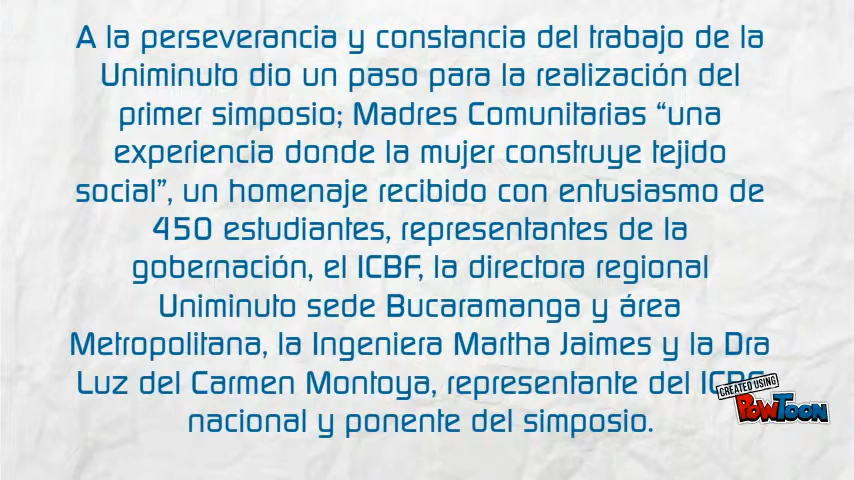 A la perseverancia y constancia del trabajo de la
Uniminuto dio un paso para la realización del
primer simposio; Madres Comunitarias “una
experiencia donde la mujer construye tejido
social”, un homenaje recibido con entusiasmo de
450 estudiantes, representantes de la
gobernación, el ICBF, la directora regional
Uniminuto sede Bucaramanga y área
Metropolitana, la Ingeniera Martha Jaimes y la Dra
Luz del Carmen Montoya, representante del
nacional y ponente del simposio.
CREATED USING
PowToon